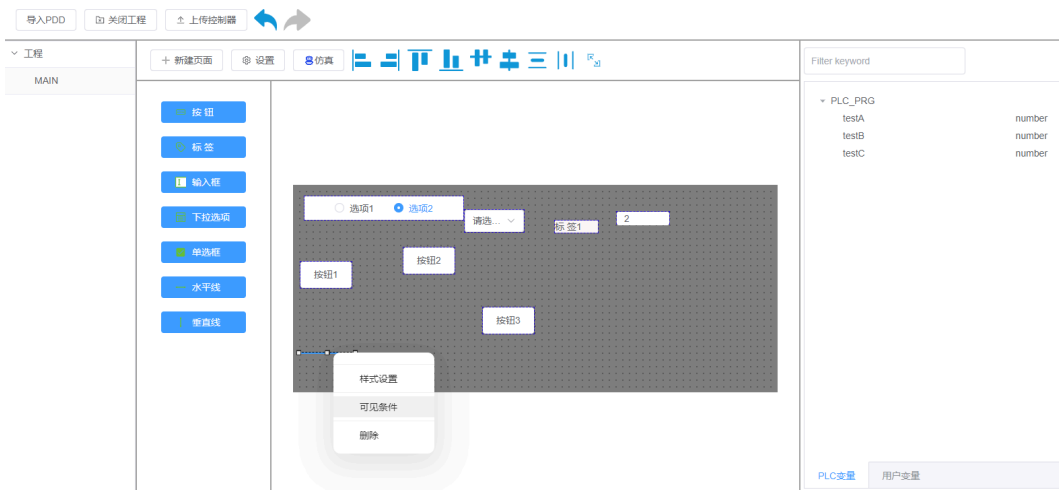 导入PDD 关闭工程 上传控制器
工程
MAIN
新建页面 设置 仿真
Filter keyword
按 钮
标 签
输入框
下拉选项
单选框
水平线
垂直线
选项1 选项2
请选...
标 签1
2
按钮1
按钮2
按钮3
样式设置
可见条件
删除
PLC_PRG
testA number
testB number
testC number
PLC变量 用户变量